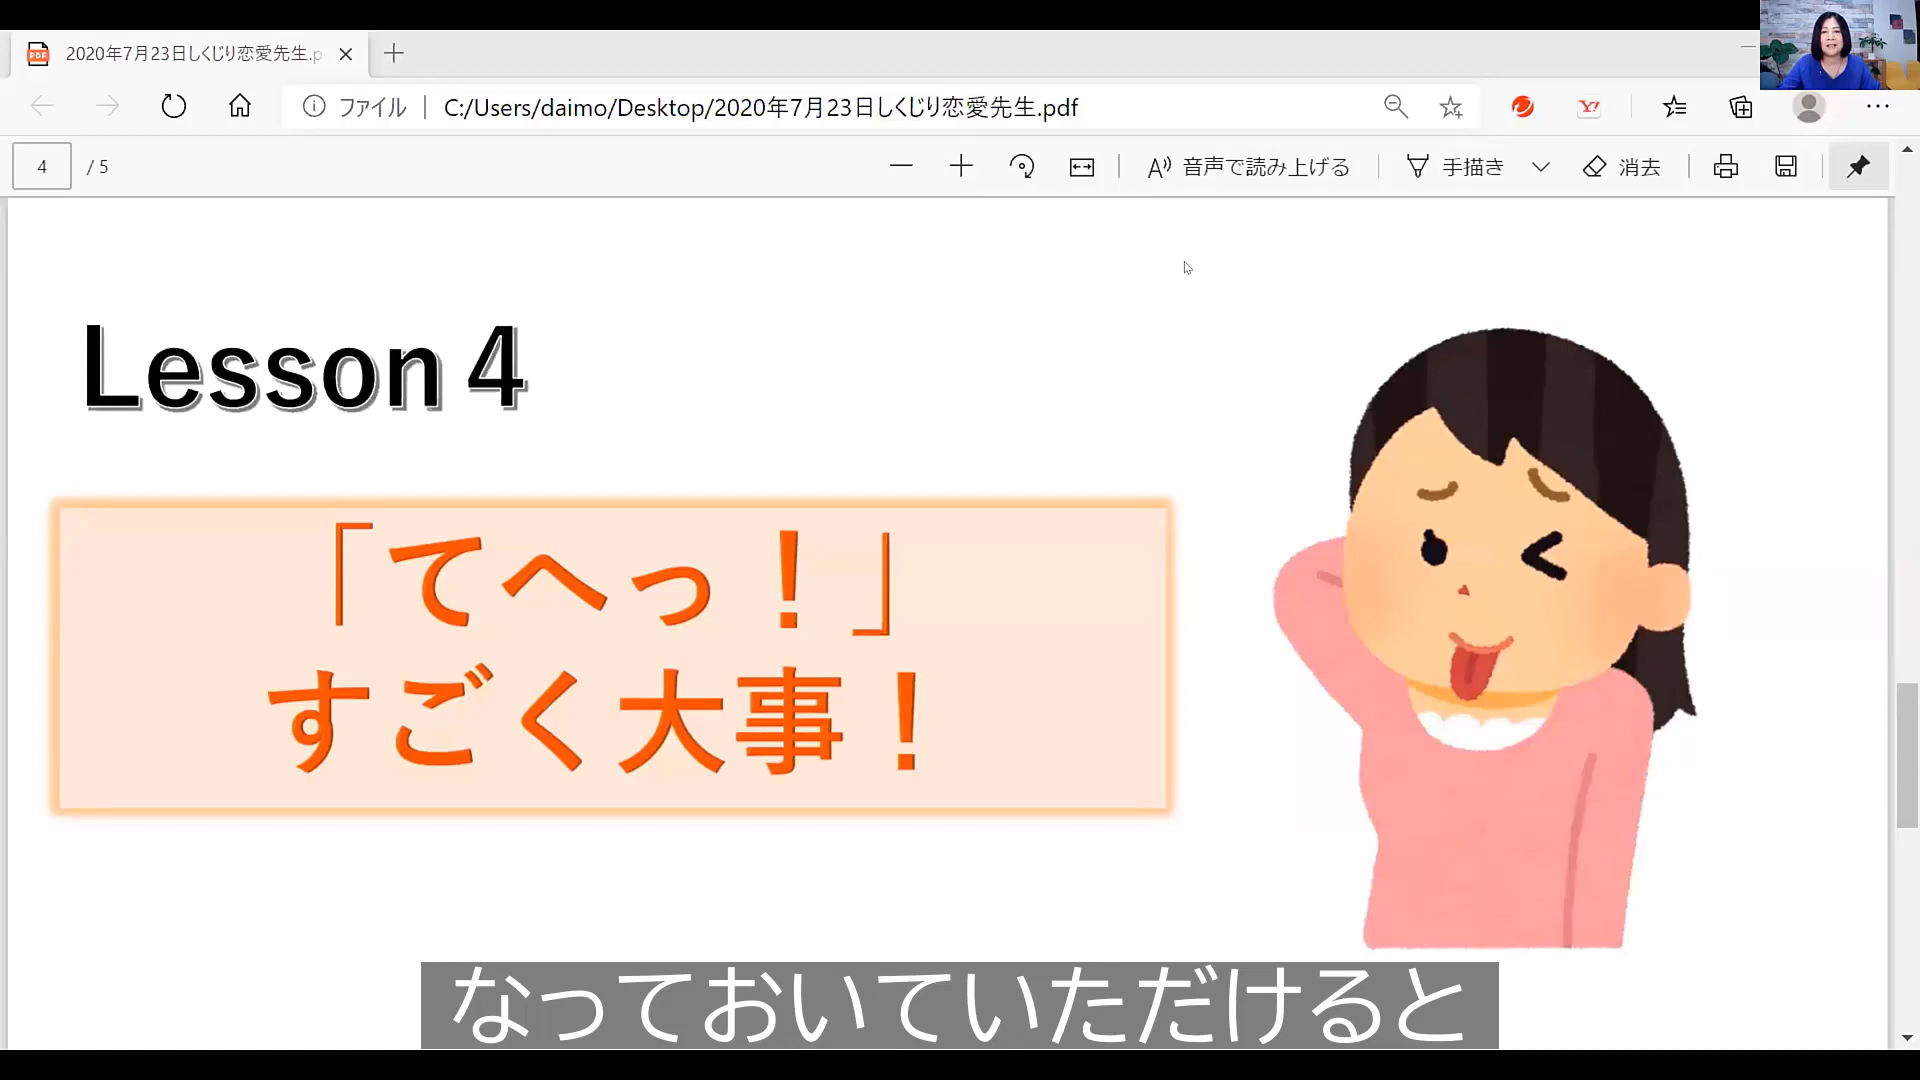 2020年7月23日しくじり恋愛先生.p
ファイル
C:/Users/daimo/Desktop/2020年7月23日しくじり恋愛先生.pdf
4 / 5
音声で読み上げる
手描き
消去
Lesson 4
「てへっ！」
すごく大事！
なっておいていただけると